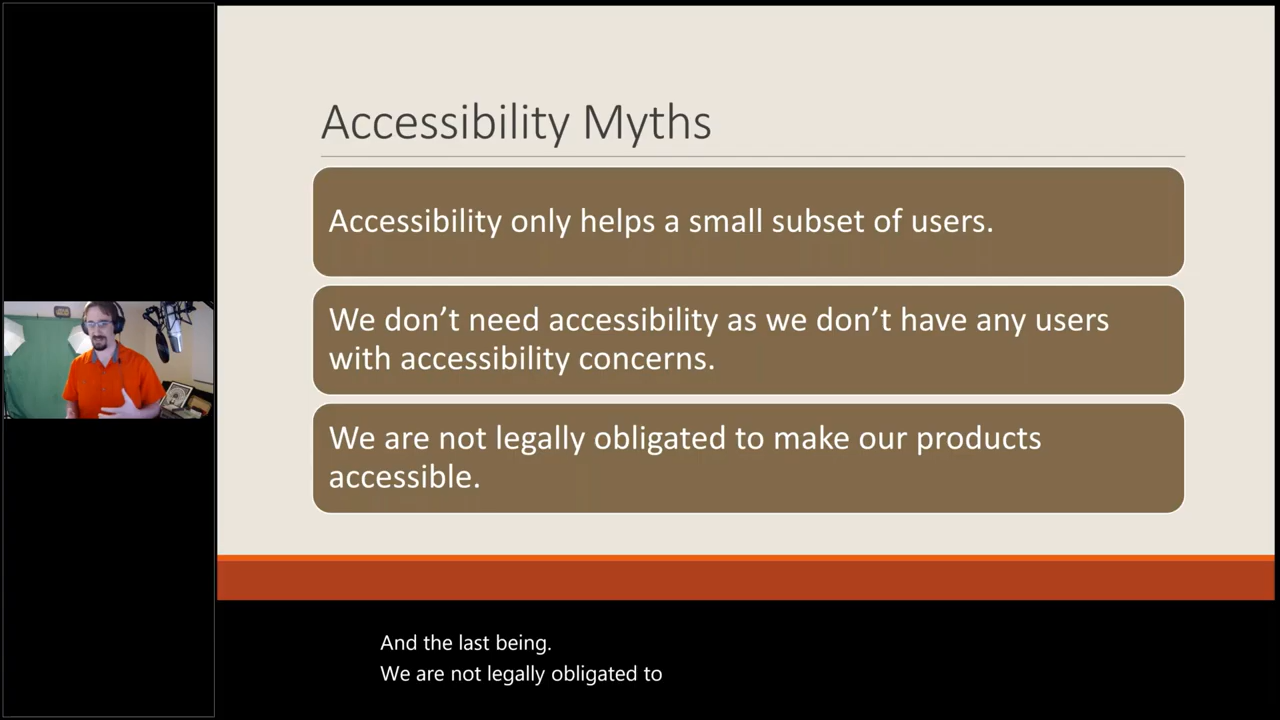 Accessibility Myths
Accessibility only helps a small subset of users.
We don’t need accessibility as we don’t have any users
with accessibility concerns.
We are not legally obligated to make our products
accessible.
And the last being.
We are not legally obligated to